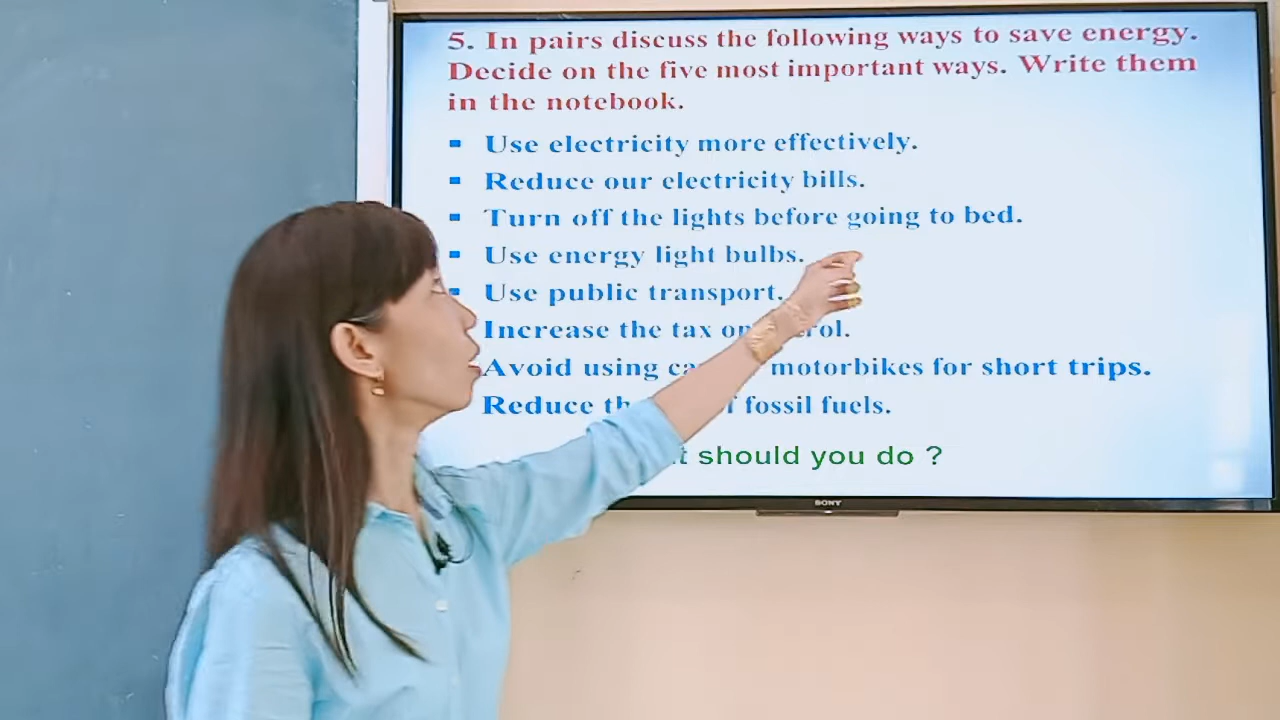 5. In pairs discuss the following ways to save energy.
Decide on the five most important ways. Write them
in the notebook.
▪ Use electricity more effectively.
▪ Reduce our electricity bills.
▪ Turn off the lights before going to bed.
▪ Use energy light bulbs.
▪ Use public transport.
Increase the tax on
Avoid using motorbikes for short trips.
Reduce fossil fuels.
should you do ?
SONY